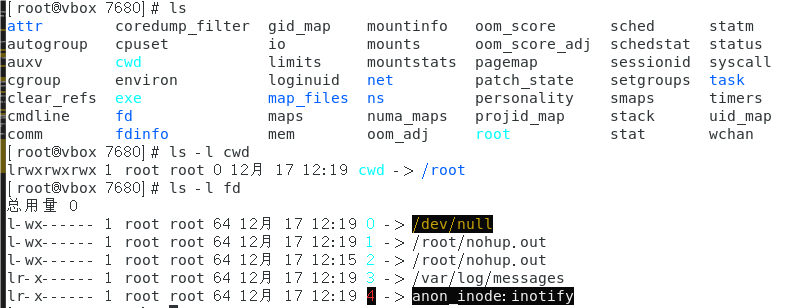 [root@vbox 7680]# ls
attr coredump_filter gid_map mountinfo oom_score sched statm
autogroup cpuset io mounts oom_score_adj schedstat status
auxv cwd limits mountstats pagemap sessionid syscall
cgroup environ loginuid net patch_state setgroups task
clear_refs exe map_files ns personality smaps timers
cmdline fd maps numa_maps projid_map stack uid_map
comm fdinfo mem oom_adj root stat wchan
[root@vbox 7680]# ls -l cwd
lrwxrwxrwx 1 root root 0 12月 17 12:19 cwd -> /root
[root@vbox 7680]# ls -l fd
总用量 0
l-wx------ 1 root root 64 12月 17 12:19 0 -> /dev/null
l-wx------ 1 root root 64 12月 17 12:19 1 -> /root/nohup.out
l-wx------ 1 root root 64 12月 17 12:15 2 -> /root/nohup.out
lr-x------ 1 root root 64 12月 17 12:19 3 -> /var/log/messages
lr-x------ 1 root root 64 12月 17 12:19 4 -> anon_inode:inotify